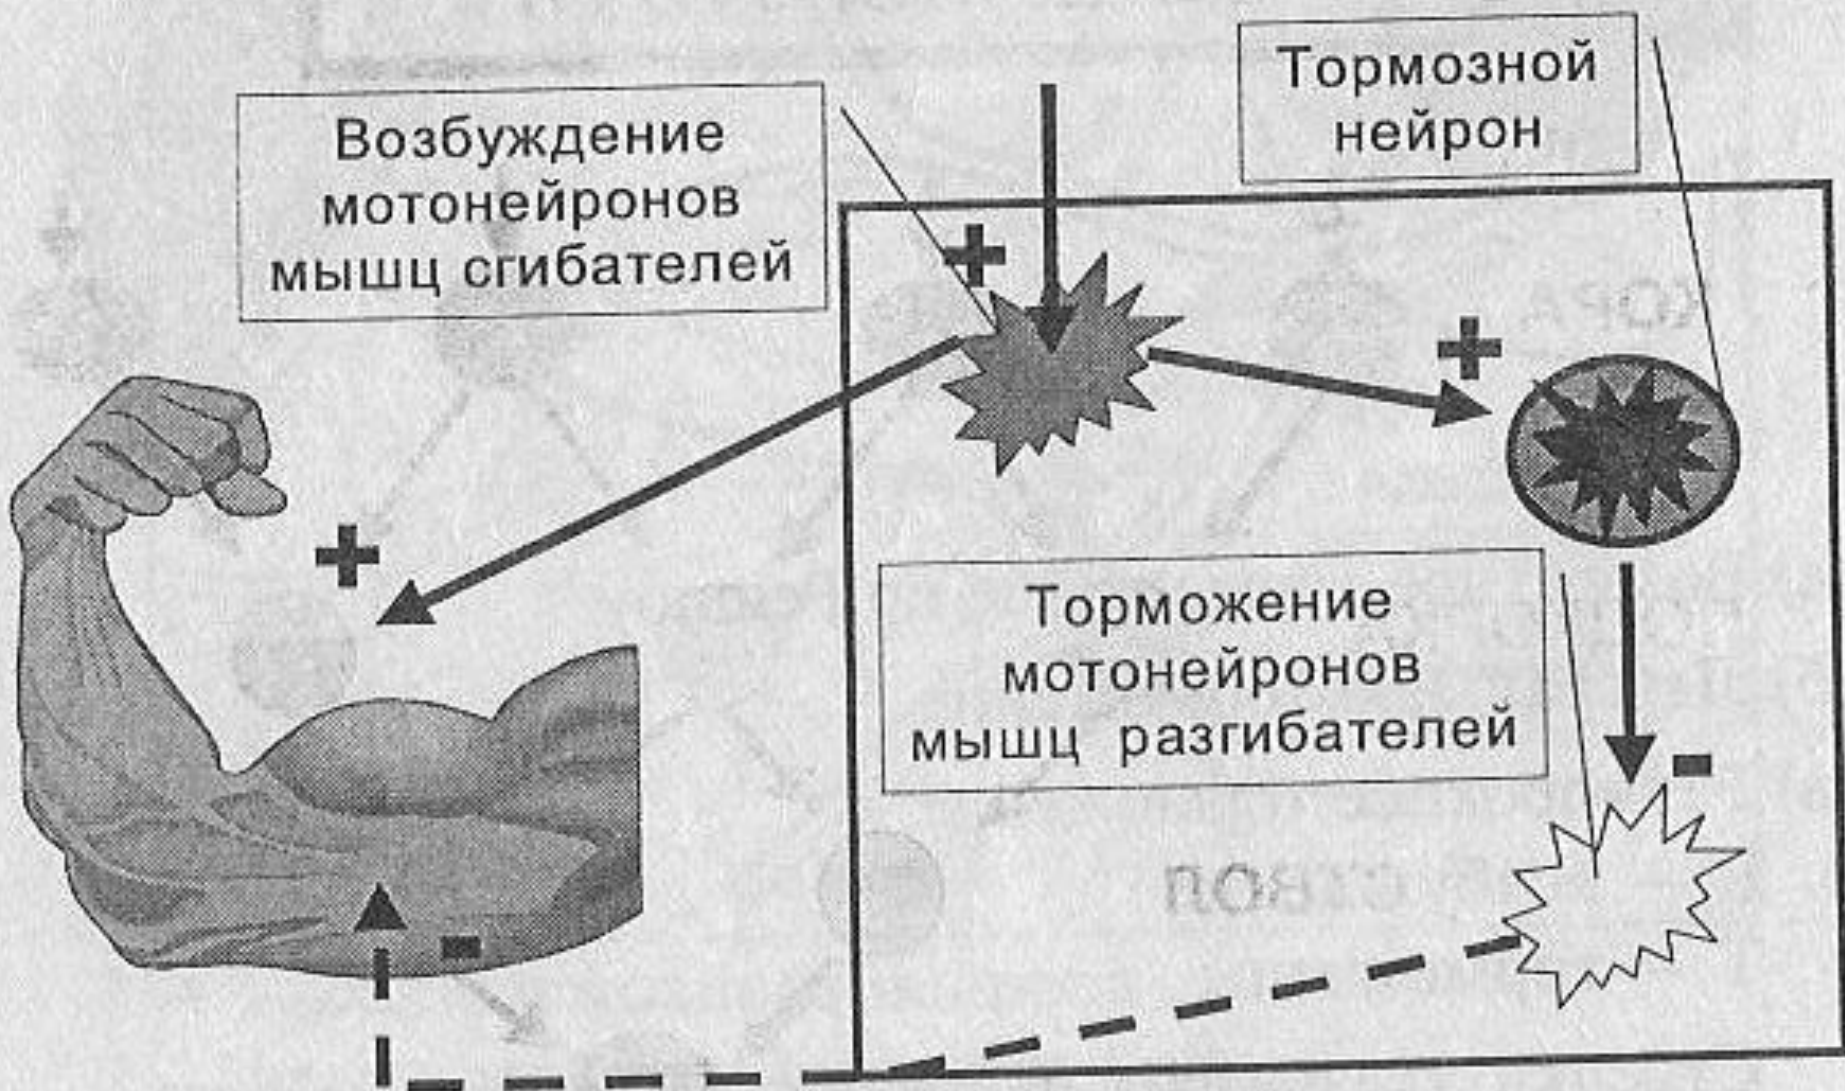 Возбуждение
мотонейронов
мышц сгибателей
Тормозной
нейрон
+
+
+
Торможение
мотонейронов
мышц разгибателей
-
-